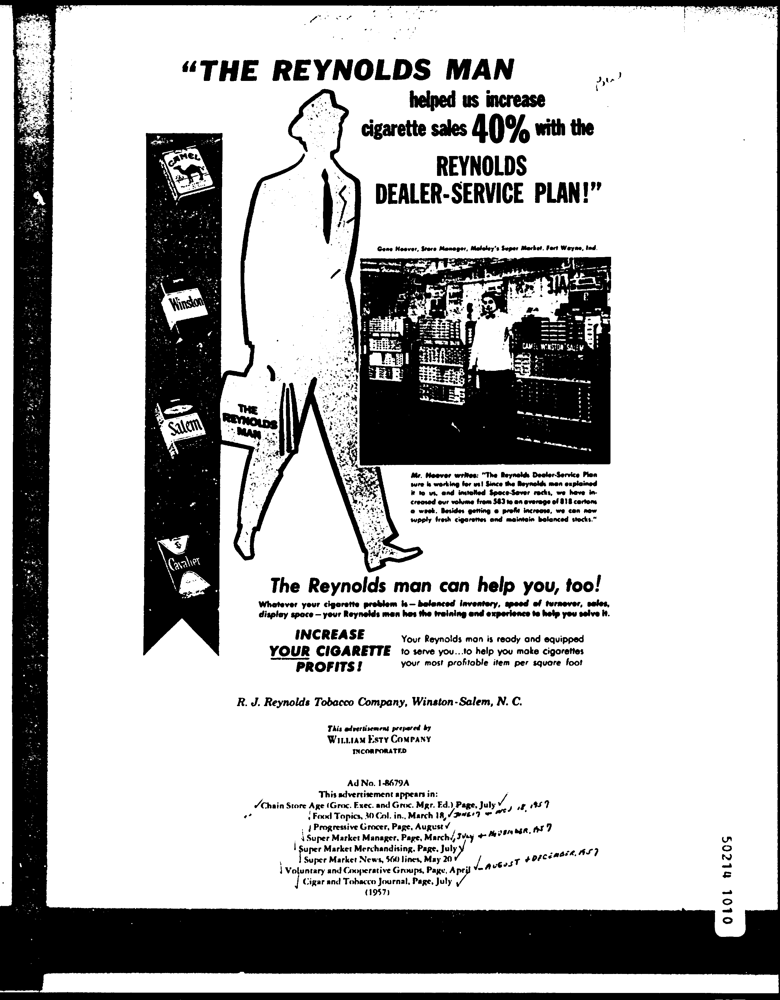 "THE REYNOLDS MAN
helped us increase
cigarette sales 40% with the
REYNOLDS
DEALER-SERVICE PLAN!"
CAMEL
Winston
Salem
Cavalier
THE
REYNOLDS
MAN
Gene Hoover, Store Manager, Maloley's Super Market, Fort Wayne, Ind.
CAMEL WINSTON SALEM
Mr. Hoover writes: "The Reynolds Dealer-Service Plan
sure is working for us! Since the Reynolds man explained
it to us, and installed Space-Saver racks, we have in-
creased our volume from 583 to an average of 818 cartons
a week. Besides getting a profit increase, we can now
supply fresh cigarettes and maintain balanced stocks."
The Reynolds man can help you, too!
Whatever your cigarette problem is—balanced inventory, speed of turnover, sales,
display space—your Reynolds man has the training and experience to help you solve it.
INCREASE
YOUR CIGARETTE
PROFITS!
Your Reynolds man is ready and equipped
to serve you...to help you make cigarettes
your most profitable item per square foot
R. J. Reynolds Tobacco Company, Winston-Salem, N. C.
This advertisement prepared by
WILLIAM ESTY COMPANY
INCORPORATED
Ad No. 1-8679A
This advertisement appears in:
Chain Store Age (Groc. Exec. and Groc. Mgr. Ed.) Page, July
Food Topics, 30 Col. in., March 18, 1957
Progressive Grocer, Page, August
Super Market Manager, Page, March, July + November, 1957
Super Market Merchandising, Page, July
Super Market News, 560 lines, May 20
Voluntary and Cooperative Groups, Page, April AUGUST + DECEMBER, 1957
Cigar and Tobacco Journal, Page, July
(1957)
50214 1010